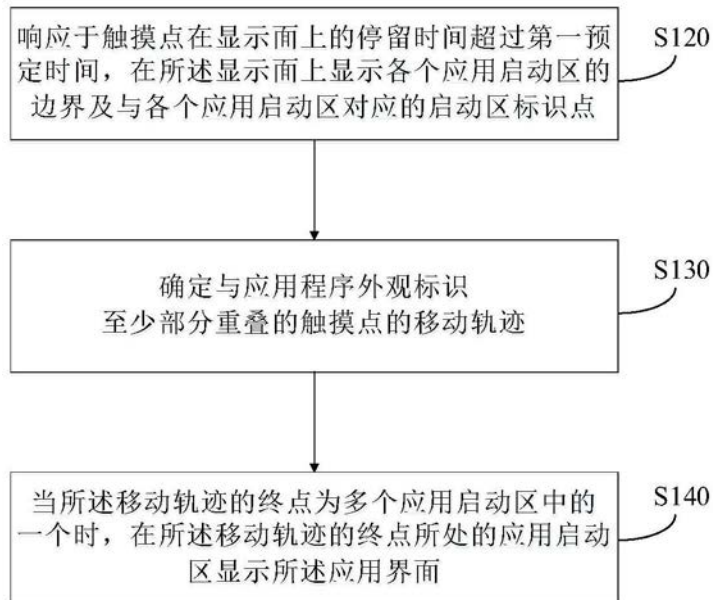 响应于触摸点在显示面上的停留时间超过第一预
定时间，在所述显示面上显示各个应用启动区的
边界及与各个应用启动区对应的启动区标识点
S120
确定与应用程序外观标识
至少部分重叠的触摸点的移动轨迹
S130
当所述移动轨迹的终点为多个应用启动区中的
一个时，在所述移动轨迹的终点所处的应用启动
区显示所述应用界面
S140